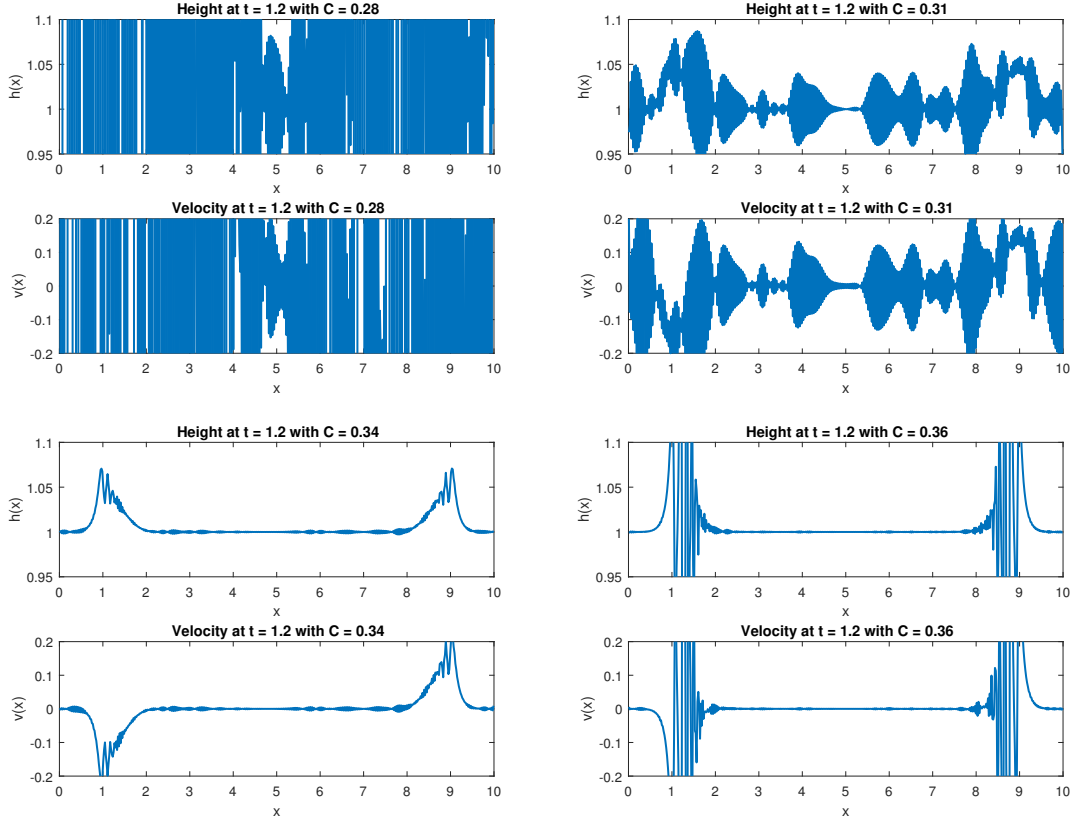 Height at t = 1.2 with C = 0.28
1.1
1.05
1
0.95
h(x)
0 1 2 3 4 5 6 7 8 9 10
x
Velocity at t = 1.2 with C = 0.28
0.2
0.1
0
-0.1
-0.2
v(x)
0 1 2 3 4 5 6 7 8 9 10
x
Height at t = 1.2 with C = 0.31
1.1
1.05
1
0.95
h(x)
0 1 2 3 4 5 6 7 8 9 10
x
Velocity at t = 1.2 with C = 0.31
0.2
0.1
0
-0.1
-0.2
v(x)
0 1 2 3 4 5 6 7 8 9 10
x
Height at t = 1.2 with C = 0.34
1.1
1.05
1
0.95
h(x)
0 1 2 3 4 5 6 7 8 9 10
x
Velocity at t = 1.2 with C = 0.34
0.2
0.1
0
-0.1
-0.2
v(x)
0 1 2 3 4 5 6 7 8 9 10
x
Height at t = 1.2 with C = 0.36
1.1
1.05
1
0.95
h(x)
0 1 2 3 4 5 6 7 8 9 10
x
Velocity at t = 1.2 with C = 0.36
0.2
0.1
0
-0.1
-0.2
v(x)
0 1 2 3 4 5 6 7 8 9 10
x